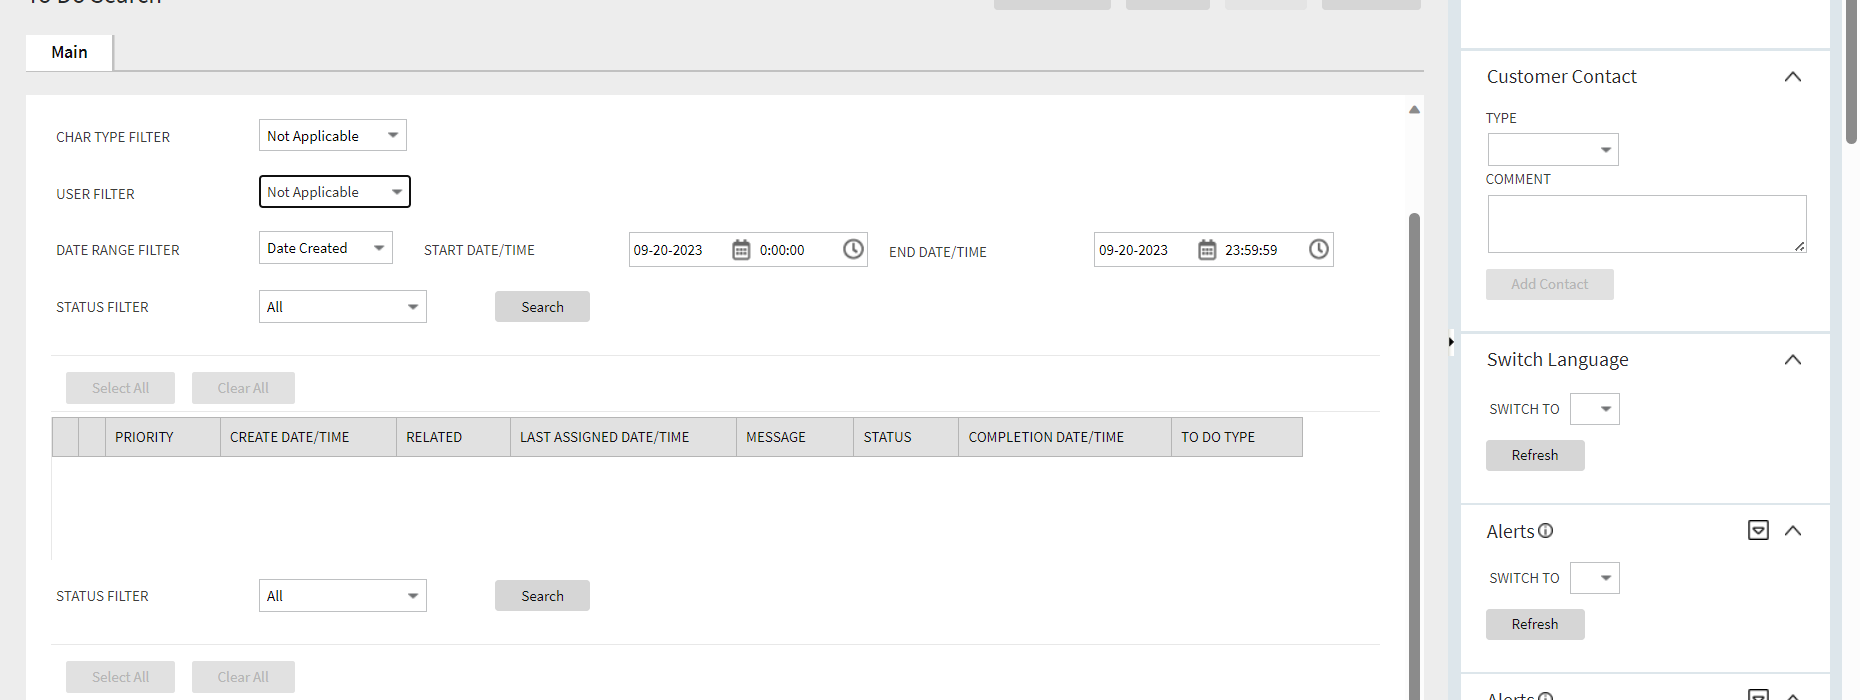 To Do Search
Main
CHAR TYPE FILTER Not Applicable
USER FILTER Not Applicable
DATE RANGE FILTER Date Created START DATE/TIME 09-20-2023 0:00:00 END DATE/TIME 09-20-2023 23:59:59
STATUS FILTER All Search
Select All Clear All
PRIORITY CREATE DATE/TIME RELATED LAST ASSIGNED DATE/TIME MESSAGE STATUS COMPLETION DATE/TIME TO DO TYPE
STATUS FILTER All Search
Select All Clear All
Customer Contact
TYPE
COMMENT
Add Contact
Switch Language
SWITCH TO
Refresh
Alerts
SWITCH TO
Refresh
Alerts